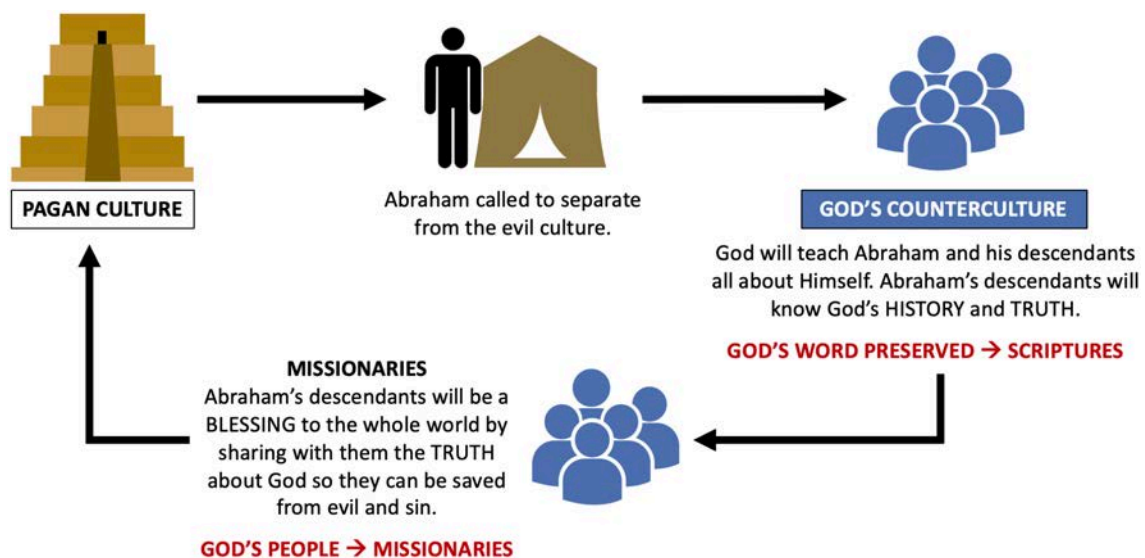 PAGAN CULTURE
Abraham called to separate
from the evil culture.
GOD’S COUNTERCULTURE
God will teach Abraham and his descendants
all about Himself. Abraham’s descendants will
know God’s HISTORY and TRUTH.
GOD’S WORD PRESERVED → SCRIPTURES
MISSIONARIES
Abraham’s descendants will be a
BLESSING to the whole world by
sharing with them the TRUTH
about God so they can be saved
from evil and sin.
GOD’S PEOPLE → MISSIONARIES